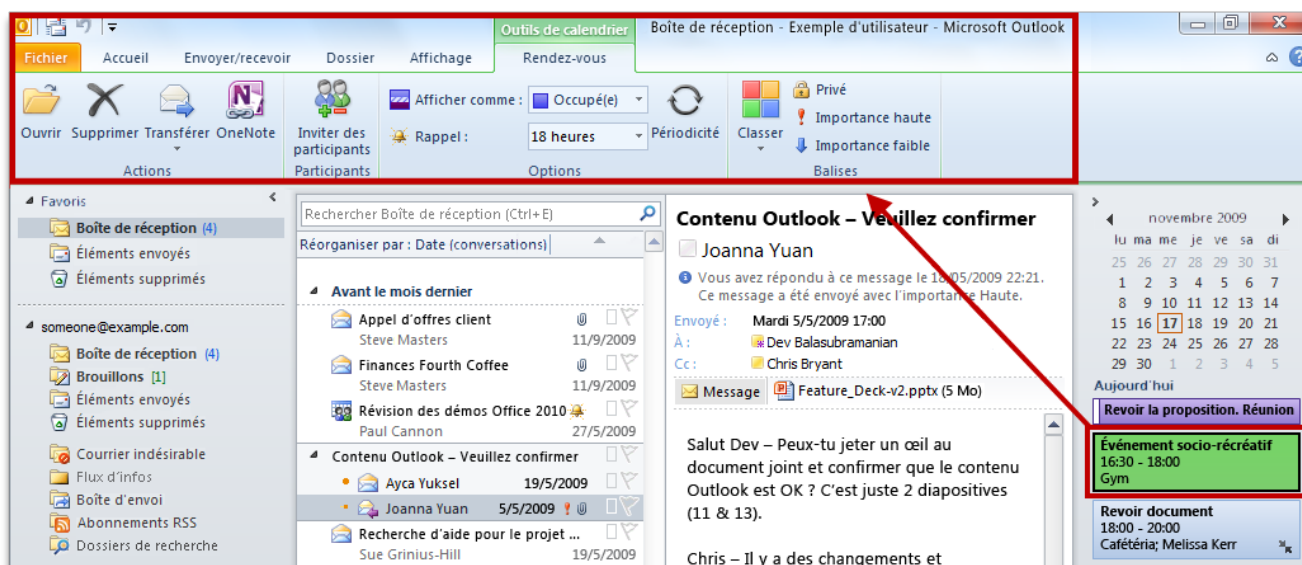 Outils de calendrier
Boîte de réception - Exemple d'utilisateur - Microsoft Outlook
Fichier Accueil Envoyer/recevoir Dossier Affichage Rendez-vous
Ouvrir Supprimer Transférer OneNote
Actions
Inviter des
participants
Participants
Afficher comme : Occupé(e)
Rappel : 18 heures
Périodicité
Options
Classer
Privé
Importance haute
Importance faible
Balises
Favoris
Boîte de réception (4)
Éléments envoyés
Éléments supprimés
someone@example.com
Boîte de réception (4)
Brouillons [1]
Éléments envoyés
Éléments supprimés
Courrier indésirable
Flux d'infos
Boîte d'envoi
Abonnements RSS
Dossiers de recherche
Rechercher Boîte de réception (Ctrl+E)
Réorganiser par : Date (conversations)
Avant le mois dernier
Appel d'offres client
Steve Masters 11/9/2009
Finances Fourth Coffee
Steve Masters 11/9/2009
Révision des démos Office 2010
Paul Cannon 27/5/2009
Contenu Outlook – Veuillez confirmer
Ayca Yuksel 19/5/2009
Joanna Yuan 5/5/2009
Recherche d'aide pour le projet ...
Sue Grinius-Hill 19/5/2009
Contenu Outlook – Veuillez confirmer
Joanna Yuan
Vous avez répondu à ce message le 18/05/2009 22:21.
Ce message a été envoyé avec l'importance Haute.
Envoyé : Mardi 5/5/2009 17:00
À : Dev Balasubramanian
Cc : Chris Bryant
Message Feature_Deck-v2.pptx (5 Mo)
Salut Dev – Peux-tu jeter un œil au
document joint et confirmer que le contenu
Outlook est OK ? C'est juste 2 diapositives
(11 & 13).
Chris – Il y a des changements et
novembre 2009
lu ma me je ve sa di
25 26 27 28 29 30 31
1 2 3 4 5 6 7
8 9 10 11 12 13 14
15 16 17 18 19 20 21
22 23 24 25 26 27 28
29 30 1 2 3 4 5
Aujourd'hui
Revoir la proposition. Réunion
Événement socio-récréatif
16:30 - 18:00
Gym
Revoir document
18:00 - 20:00
Cafétéria; Melissa Kerr